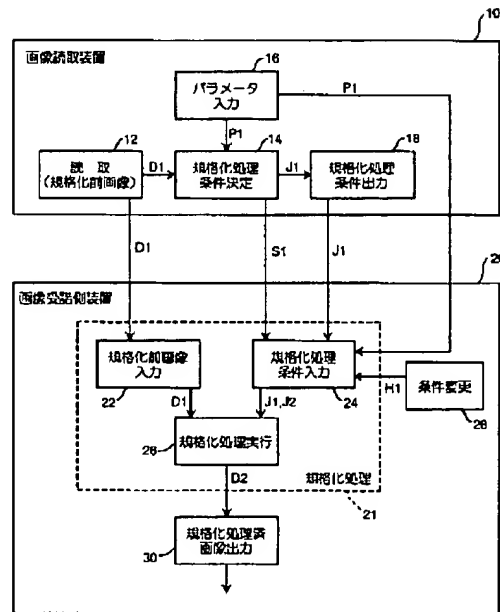 10
画像読取装置
16
パラメータ
入力
P1
12
P1
14
18
読 取
(規格化前画像)
D1
規格化処理
条件決定
J1
規格化処理
条件出力
D1
S1
J1
画像受諾側装置
規格化前画像
入力
規格化処理
条件入力
条件変更
22
D1
J1,J2
24
H1
28
26
規格化処理実行
規格化処理
D2
21
規格化処理済
画像出力
30